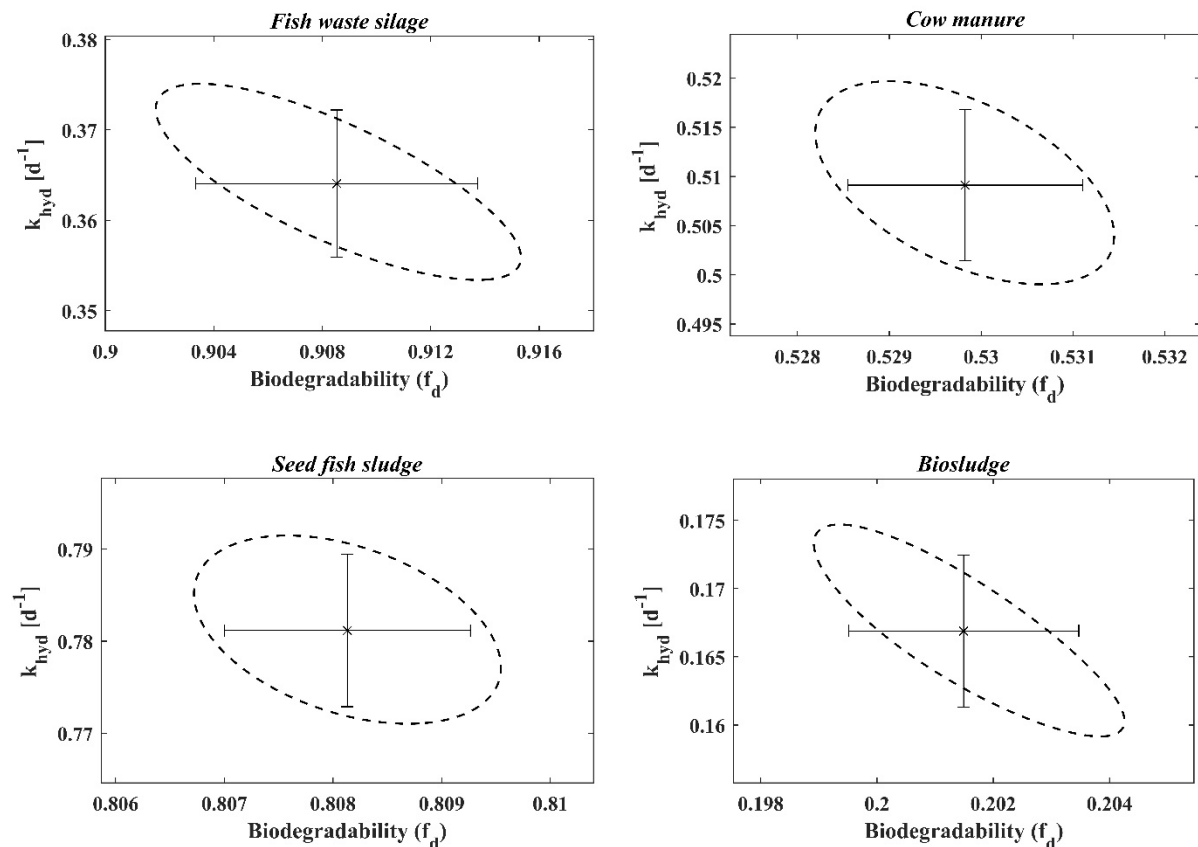 Fish waste silage
0.38
0.37
0.36
0.35
k_hyd [d^-1]
0.9 0.904 0.908 0.912 0.916
Biodegradability (f_d)
Cow manure
0.52
0.515
0.51
0.505
0.5
0.495
k_hyd [d^-1]
0.528 0.529 0.53 0.531 0.532
Biodegradability (f_d)
Seed fish sludge
0.79
0.78
0.77
k_hyd [d^-1]
0.806 0.807 0.808 0.809 0.81
Biodegradability (f_d)
Biosludge
0.175
0.17
0.165
0.16
k_hyd [d^-1]
0.198 0.2 0.202 0.204
Biodegradability (f_d)